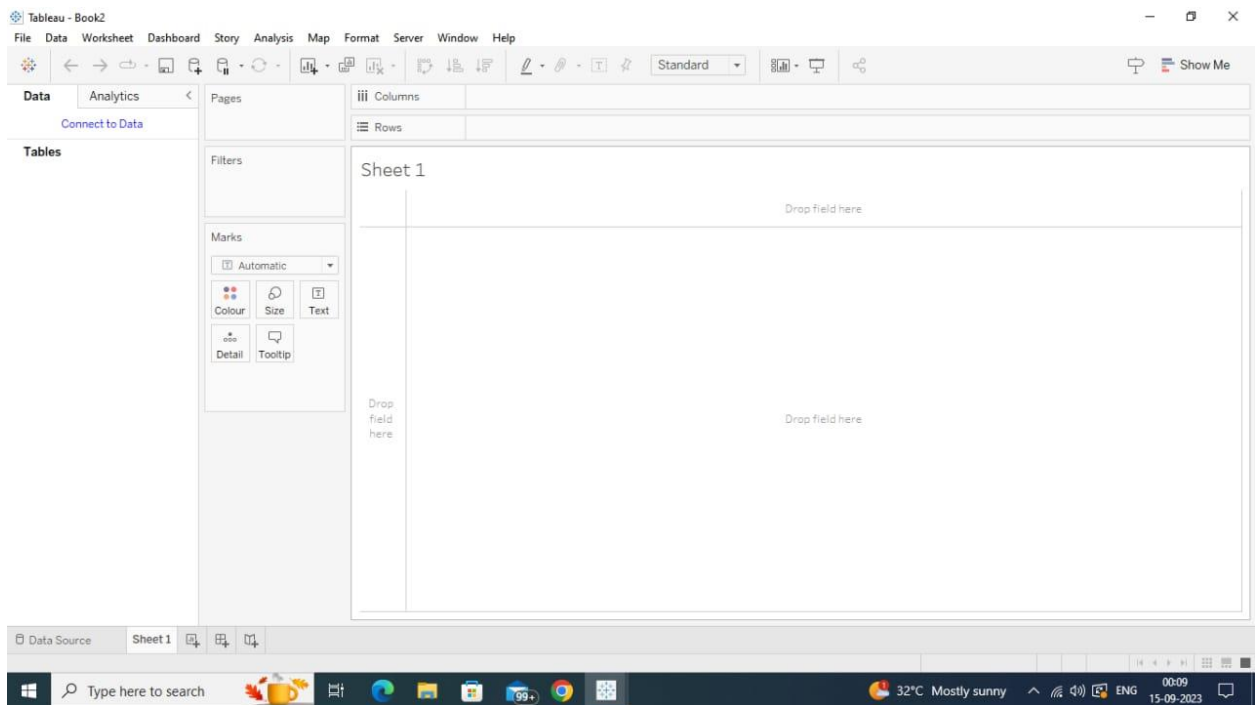 Tableau - Book2
File Data Worksheet Dashboard Story Analysis Map Format Server Window Help
Standard
Show Me
Data Analytics
Connect to Data
Tables
Pages
Filters
Marks
Automatic
Colour Size Text
Detail Tooltip
Columns
Rows
Sheet 1
Drop field here
Drop
field
here
Drop field here
Data Source Sheet 1
Type here to search
99+
32°C Mostly sunny
ENG
00:09
15-09-2023